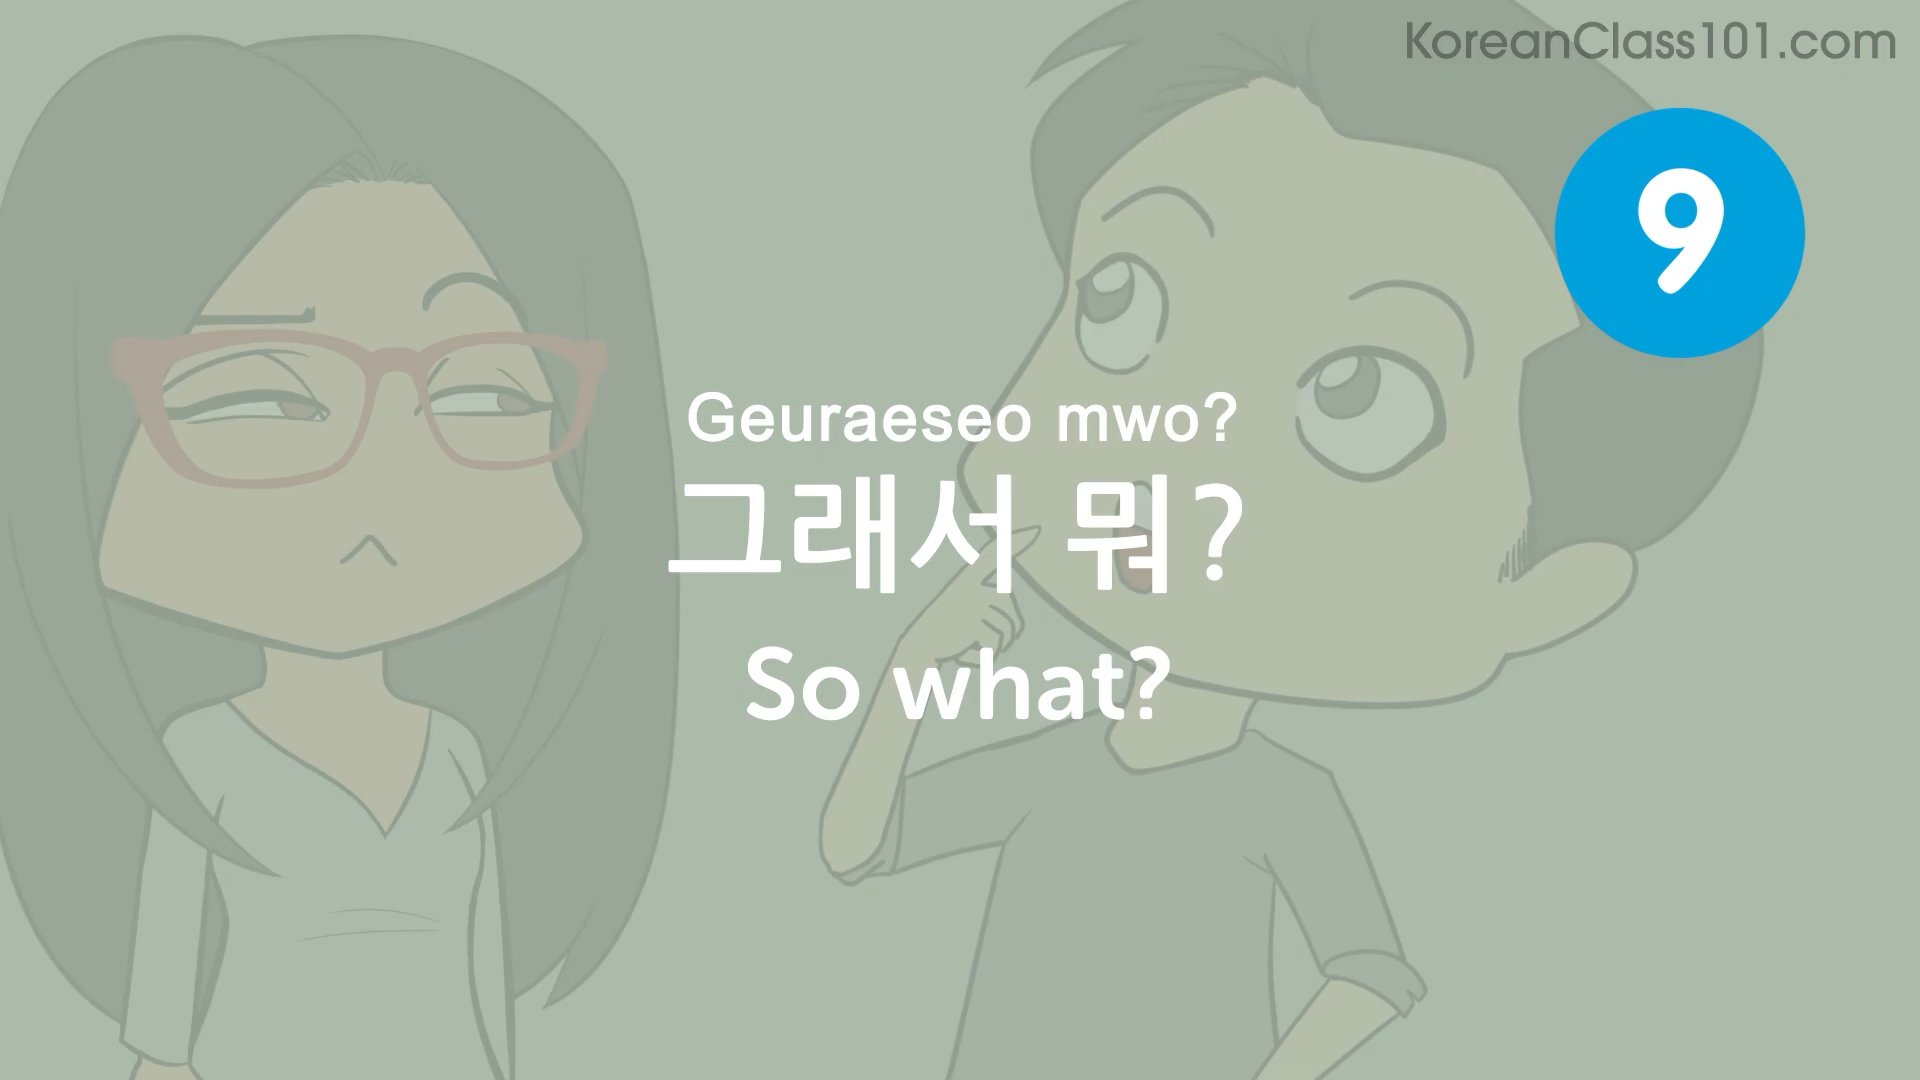 KoreanClass101.com
9
Geuraeseo mwo?
그래서 뭐?
So what?